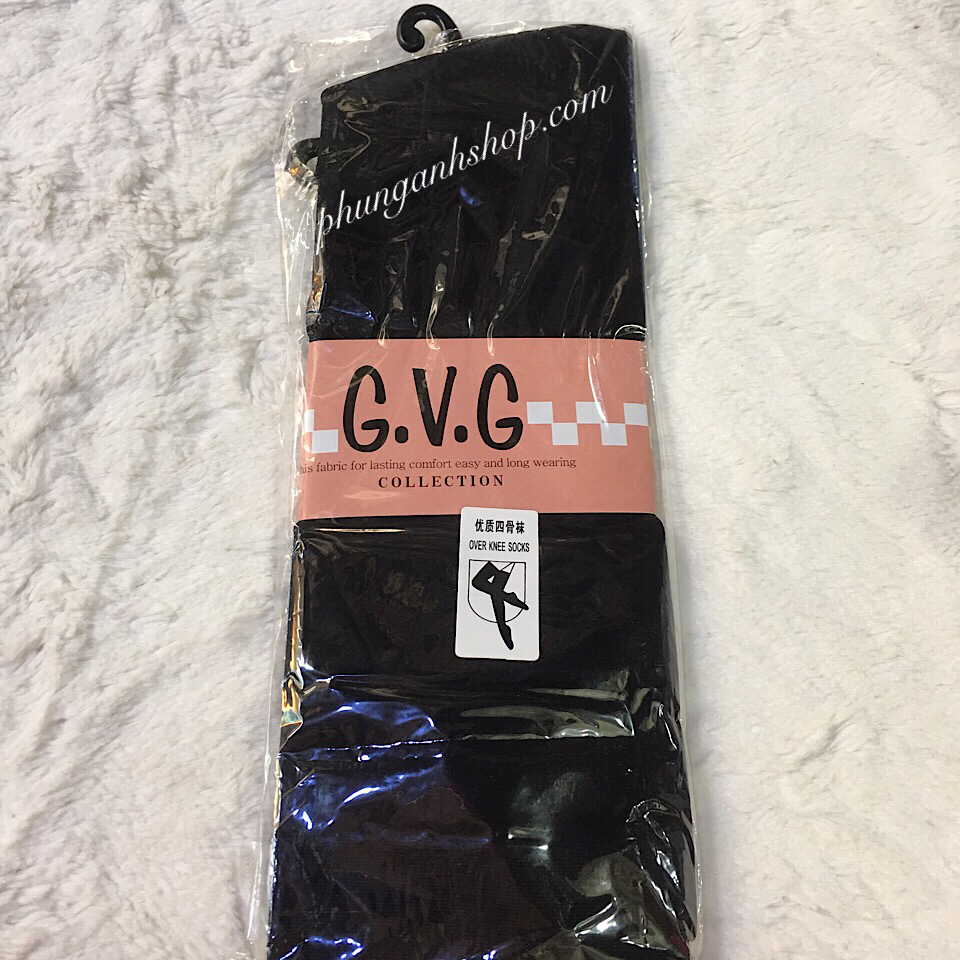 phunganhshop.com
G.V.G
his fabric for lasting comfort easy and long wearing
COLLECTION
优质四骨袜
OVER KNEE SOCKS